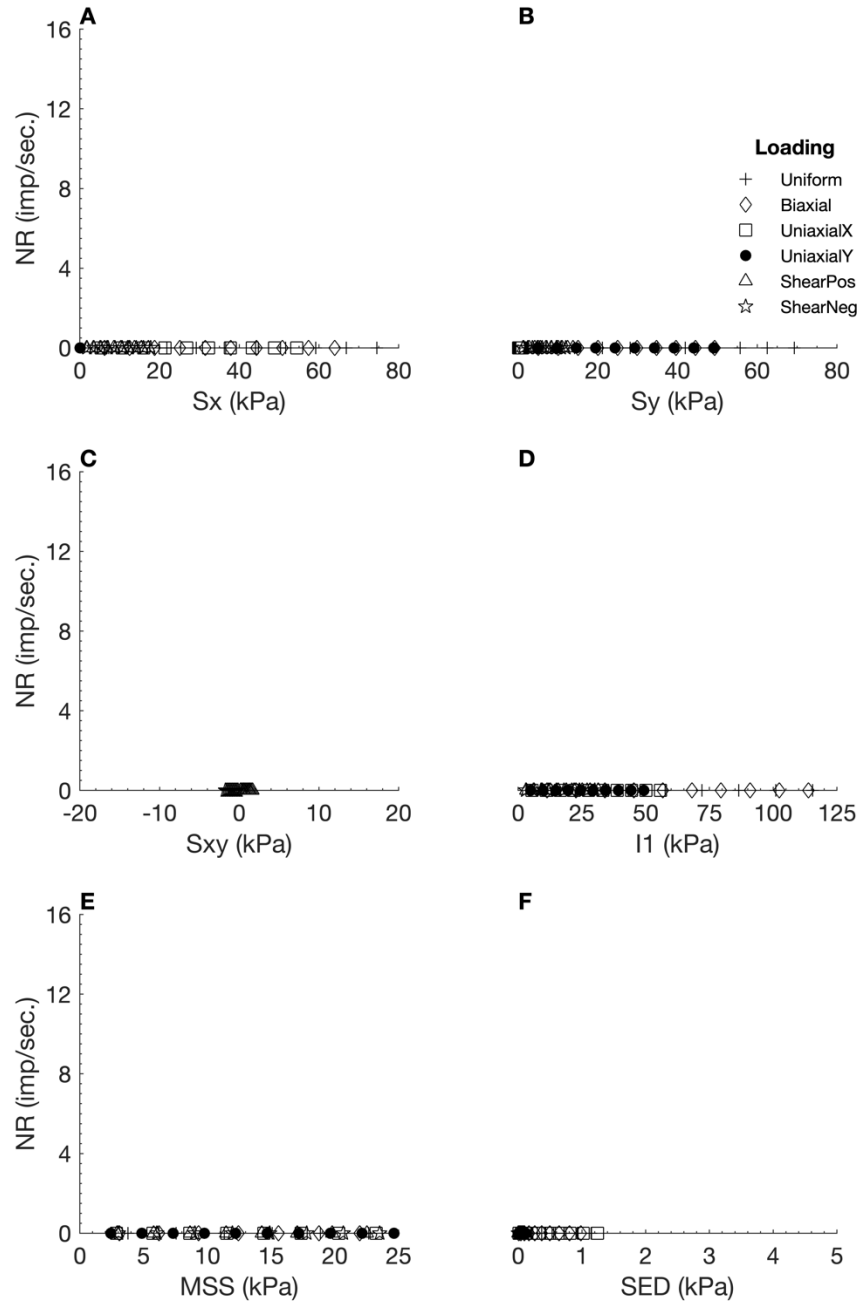 A
B
16
12
8
4
0
NR (imp/sec.)
0 20 40 60 80
Sx (kPa)
Loading
Uniform
Biaxial
UniaxialX
UniaxialY
ShearPos
ShearNeg
0 20 40 60 80
Sy (kPa)
C
D
16
12
8
4
0
NR (imp/sec.)
-20 -10 0 10 20
Sxy (kPa)
0 25 50 75 100 125
I1 (kPa)
E
F
16
12
8
4
0
NR (imp/sec.)
0 5 10 15 20 25
MSS (kPa)
0 1 2 3 4 5
SED (kPa)